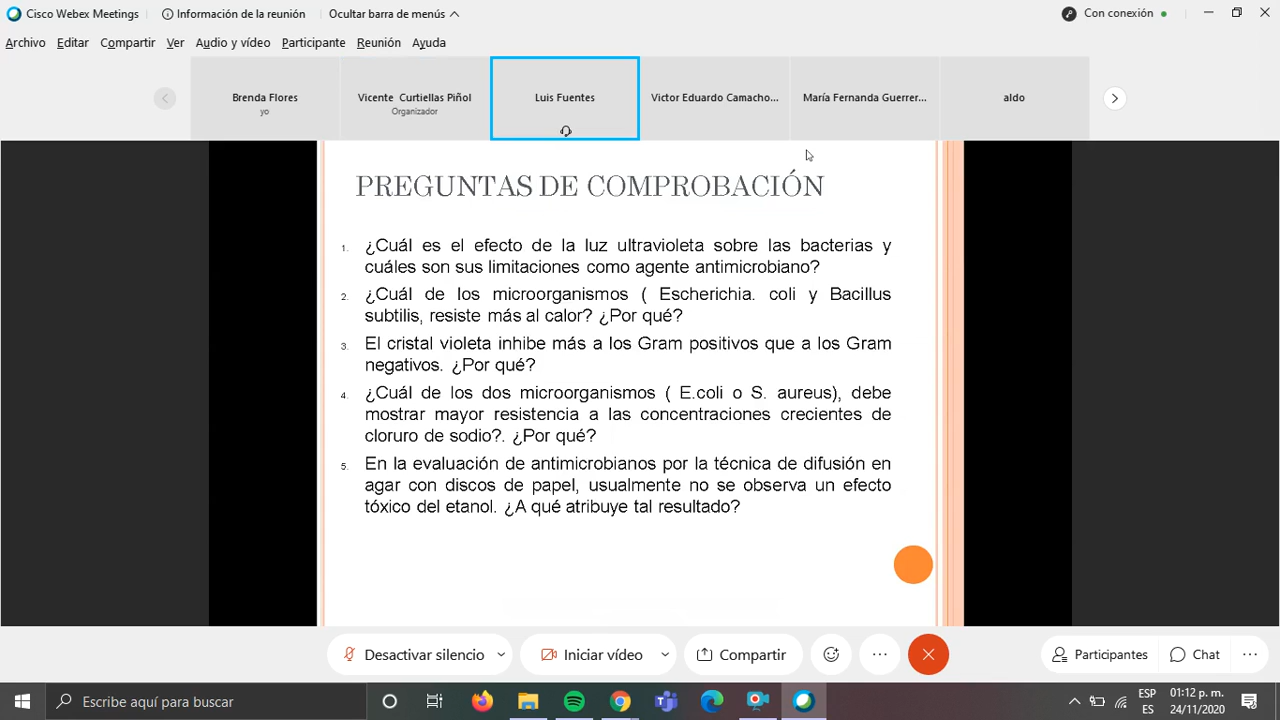 Cisco Webex Meetings
Información de la reunión
Ocultar barra de menús
Con conexión
Archivo Editar Compartir Ver Audio y vídeo Participante Reunión Ayuda
Brenda Flores
yo
Vicente Curtiellas Piñol
Organizador
Luis Fuentes
Victor Eduardo Camacho...
María Fernanda Guerrer...
aldo
PREGUNTAS DE COMPROBACIÓN
1. ¿Cuál es el efecto de la luz ultravioleta sobre las bacterias y
cuáles son sus limitaciones como agente antimicrobiano?
2. ¿Cuál de los microorganismos ( Escherichia. coli y Bacillus
subtilis, resiste más al calor? ¿Por qué?
3. El cristal violeta inhibe más a los Gram positivos que a los Gram
negativos. ¿Por qué?
4. ¿Cuál de los dos microorganismos ( E.coli o S. aureus), debe
mostrar mayor resistencia a las concentraciones crecientes de
cloruro de sodio?. ¿Por qué?
5. En la evaluación de antimicrobianos por la técnica de difusión en
agar con discos de papel, usualmente no se observa un efecto
tóxico del etanol. ¿A qué atribuye tal resultado?
Desactivar silencio
Iniciar vídeo
Compartir
Participantes
Chat
Escribe aquí para buscar
ESP
ES
01:12 p. m.
24/11/2020